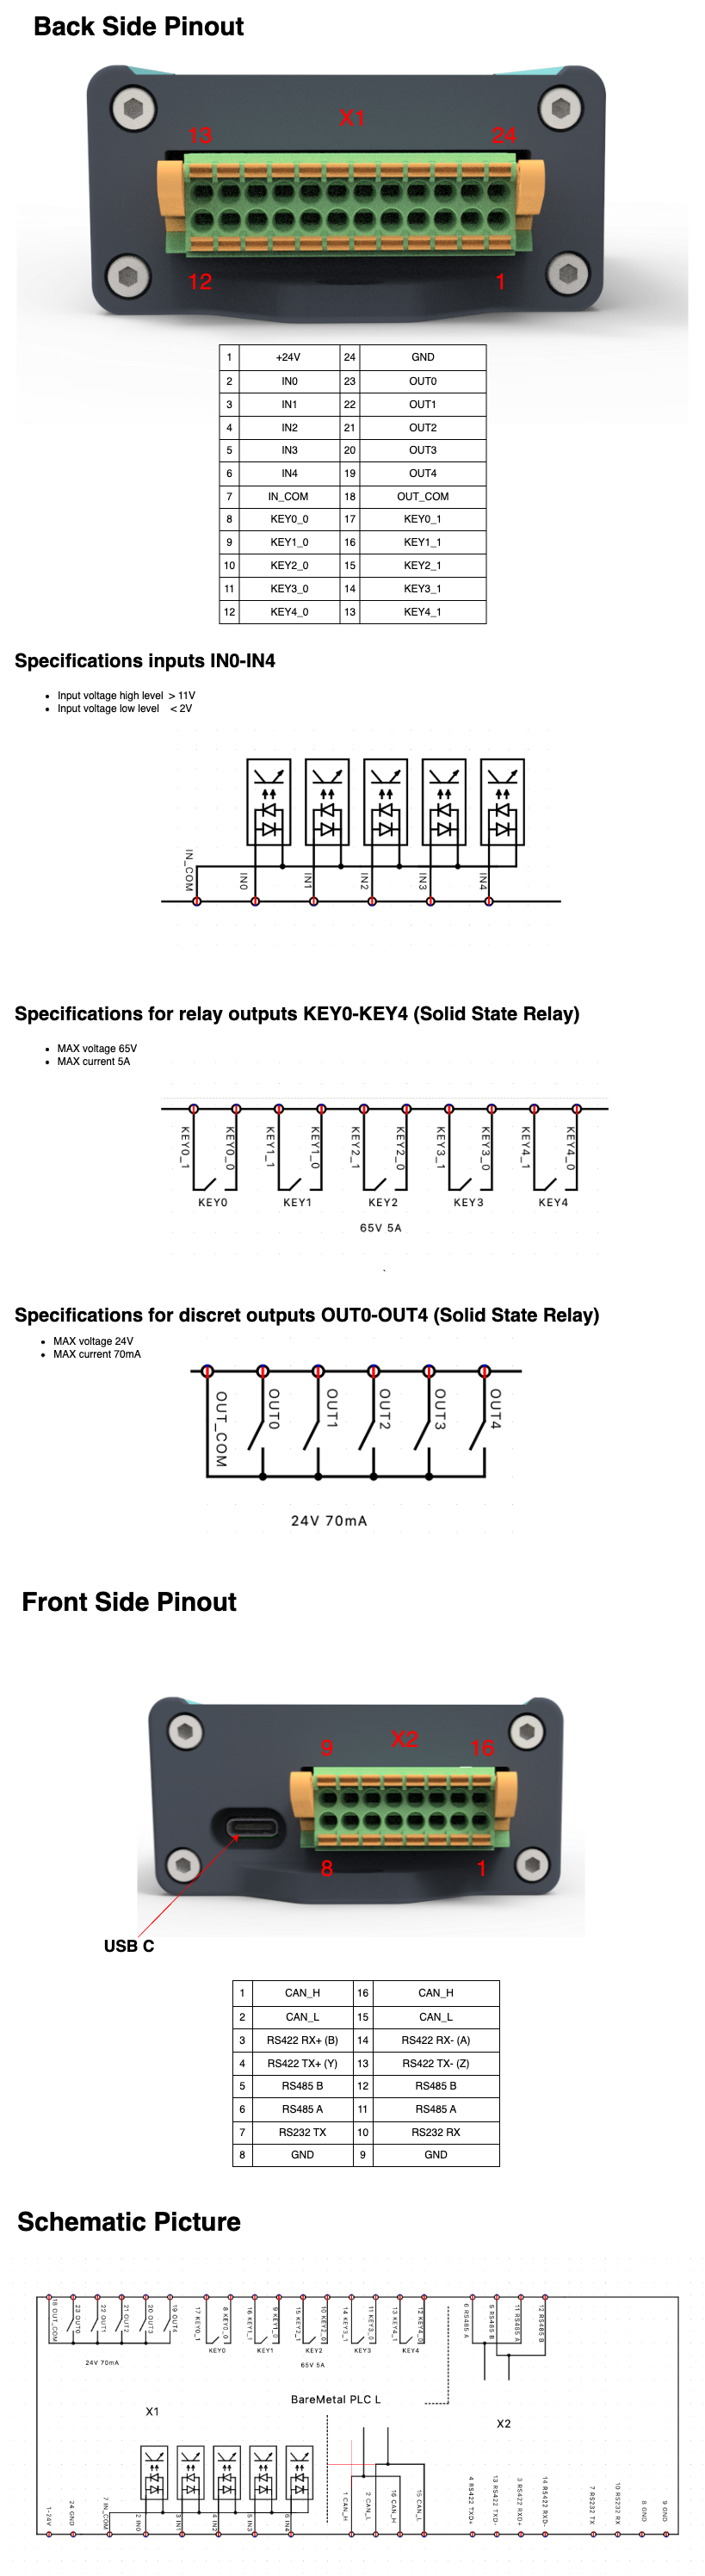 Back Side Pinout
X1
13 24
12 1
1 +24V 24 GND
2 IN0 23 OUT0
3 IN1 22 OUT1
4 IN2 21 OUT2
5 IN3 20 OUT3
6 IN4 19 OUT4
7 IN_COM 18 OUT_COM
8 KEY0_0 17 KEY0_1
9 KEY1_0 16 KEY1_1
10 KEY2_0 15 KEY2_1
11 KEY3_0 14 KEY3_1
12 KEY4_0 13 KEY4_1
Specifications inputs IN0-IN4
• Input voltage high level > 11V
• Input voltage low level < 2V
IN_COM IN0 IN1 IN2 IN3 IN4
Specifications for relay outputs KEY0-KEY4 (Solid State Relay)
• MAX voltage 65V
• MAX current 5A
KEY0_1 KEY0_0 KEY1_1 KEY1_0 KEY2_1 KEY2_0 KEY3_1 KEY3_0 KEY4_1 KEY4_0
KEY0 KEY1 KEY2 KEY3 KEY4
65V 5A
Specifications for discret outputs OUT0-OUT4 (Solid State Relay)
• MAX voltage 24V
• MAX current 70mA
OUT_COM OUT0 OUT1 OUT2 OUT3 OUT4
24V 70mA
Front Side Pinout
9 X2 16
8 1
USB C
1 CAN_H 16 CAN_H
2 CAN_L 15 CAN_L
3 RS422 RX+ (B) 14 RS422 RX- (A)
4 RS422 TX+ (Y) 13 RS422 TX- (Z)
5 RS485 B 12 RS485 B
6 RS485 A 11 RS485 A
7 RS232 TX 10 RS232 RX
8 GND 9 GND
Schematic Picture
18 OUT_COM 23 OUT0 22 OUT1 21 OUT2 20 OUT3 19 OUT4 17 KEY0_1 8 KEY0_0 16 KEY1_1 9 KEY1_0 15 KEY2_1 10 KEY2_0 14 KEY3_1 11 KEY3_0 13 KEY4_1 12 KEY4_0 6 RS485 A 5 RS485 B 11 RS485 A 12 RS485 B
KEY0 KEY1 KEY2 KEY3 KEY4
24V 70mA 65V 5A
BareMetal PLC L
X1 X2
1-24V 24 GND 7 IN_COM 2 IN0 3 IN1 4 IN2 5 IN3 6 IN4 1 CAN_H 2 CAN_L 16 CAN_H 15 CAN_L 4 RS422 TXD+ 13 RS422 TXD- 3 RS422 RXD+ 14 RS422 RXD- 7 RS232 TX 10 RS232 RX 8 GND 9 GND